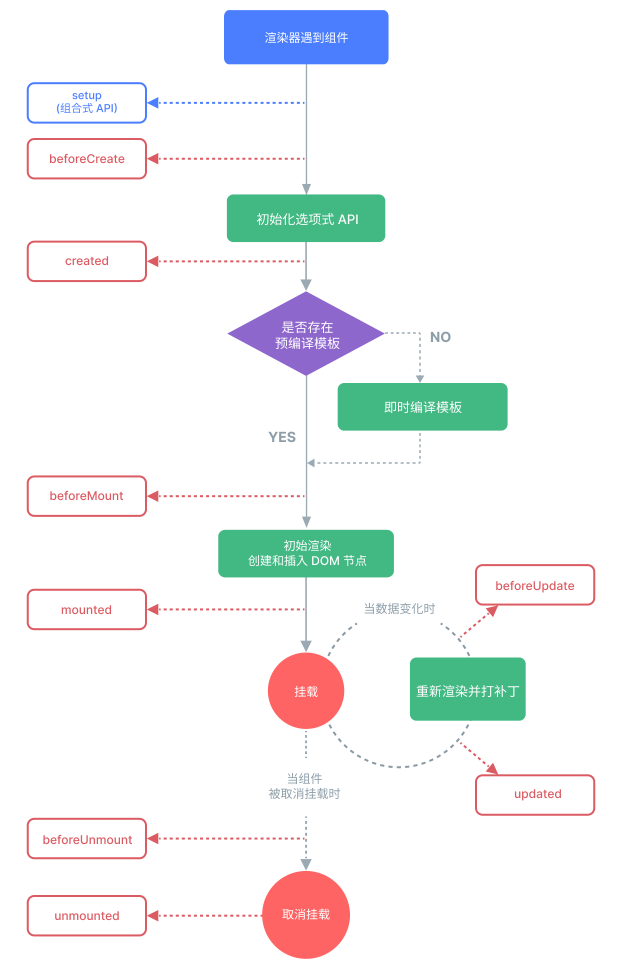 渲染器遇到组件
setup
(组合式 API)
beforeCreate
初始化选项式 API
created
是否存在
预编译模板
NO
即时编译模板
YES
beforeMount
初始渲染
创建和插入 DOM 节点
beforeUpdate
mounted
当数据变化时
挂载
重新渲染并打补丁
当组件
被取消挂载时
updated
beforeUnmount
取消挂载
unmounted